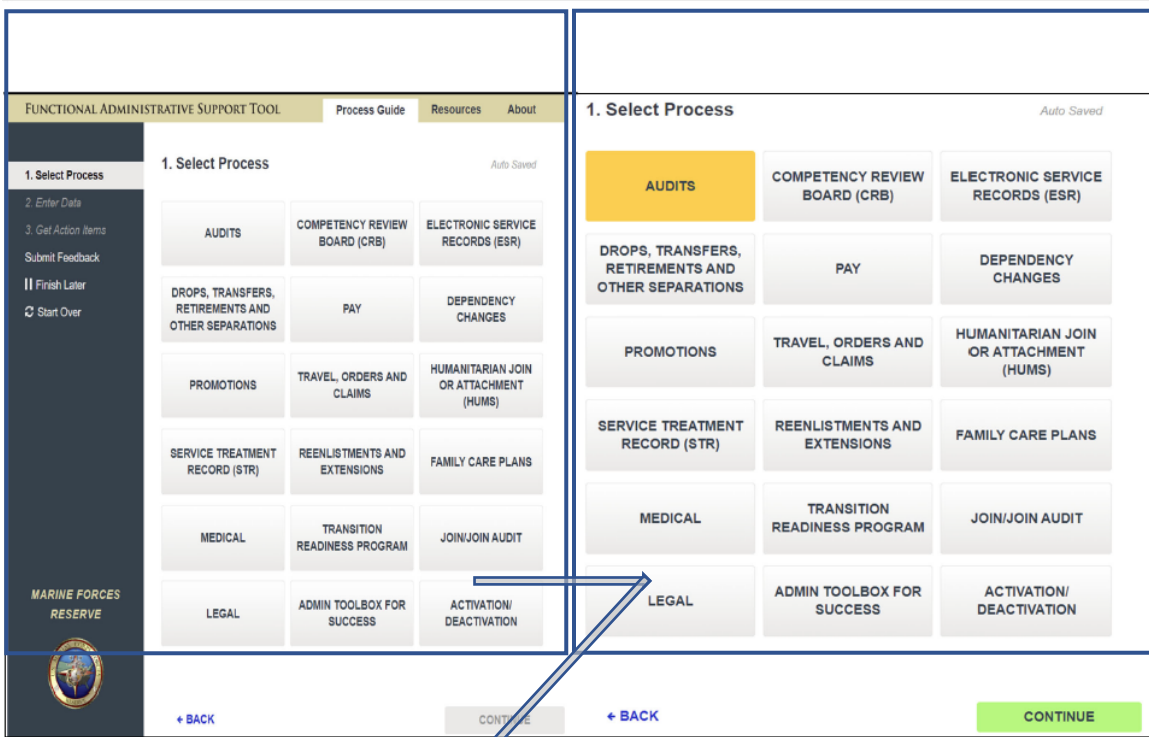 FUNCTIONAL ADMINISTRATIVE SUPPORT TOOL
Process Guide
Resources
About
1. Select Process
2. Enter Data
3. Get Action Items
Submit Feedback
Finish Later
Start Over
MARINE FORCES
RESERVE
1. Select Process
Auto Saved
AUDITS
COMPETENCY REVIEW
BOARD (CRB)
ELECTRONIC SERVICE
RECORDS (ESR)
DROPS, TRANSFERS,
RETIREMENTS AND
OTHER SEPARATIONS
PAY
DEPENDENCY
CHANGES
PROMOTIONS
TRAVEL, ORDERS AND
CLAIMS
HUMANITARIAN JOIN
OR ATTACHMENT
(HUMS)
SERVICE TREATMENT
RECORD (STR)
REENLISTMENTS AND
EXTENSIONS
FAMILY CARE PLANS
MEDICAL
TRANSITION
READINESS PROGRAM
JOIN/JOIN AUDIT
LEGAL
ADMIN TOOLBOX FOR
SUCCESS
ACTIVATION/
DEACTIVATION
← BACK
CONTINUE
1. Select Process
Auto Saved
AUDITS
COMPETENCY REVIEW
BOARD (CRB)
ELECTRONIC SERVICE
RECORDS (ESR)
DROPS, TRANSFERS,
RETIREMENTS AND
OTHER SEPARATIONS
PAY
DEPENDENCY
CHANGES
PROMOTIONS
TRAVEL, ORDERS AND
CLAIMS
HUMANITARIAN JOIN
OR ATTACHMENT
(HUMS)
SERVICE TREATMENT
RECORD (STR)
REENLISTMENTS AND
EXTENSIONS
FAMILY CARE PLANS
MEDICAL
TRANSITION
READINESS PROGRAM
JOIN/JOIN AUDIT
LEGAL
ADMIN TOOLBOX FOR
SUCCESS
ACTIVATION/
DEACTIVATION
← BACK
CONTINUE